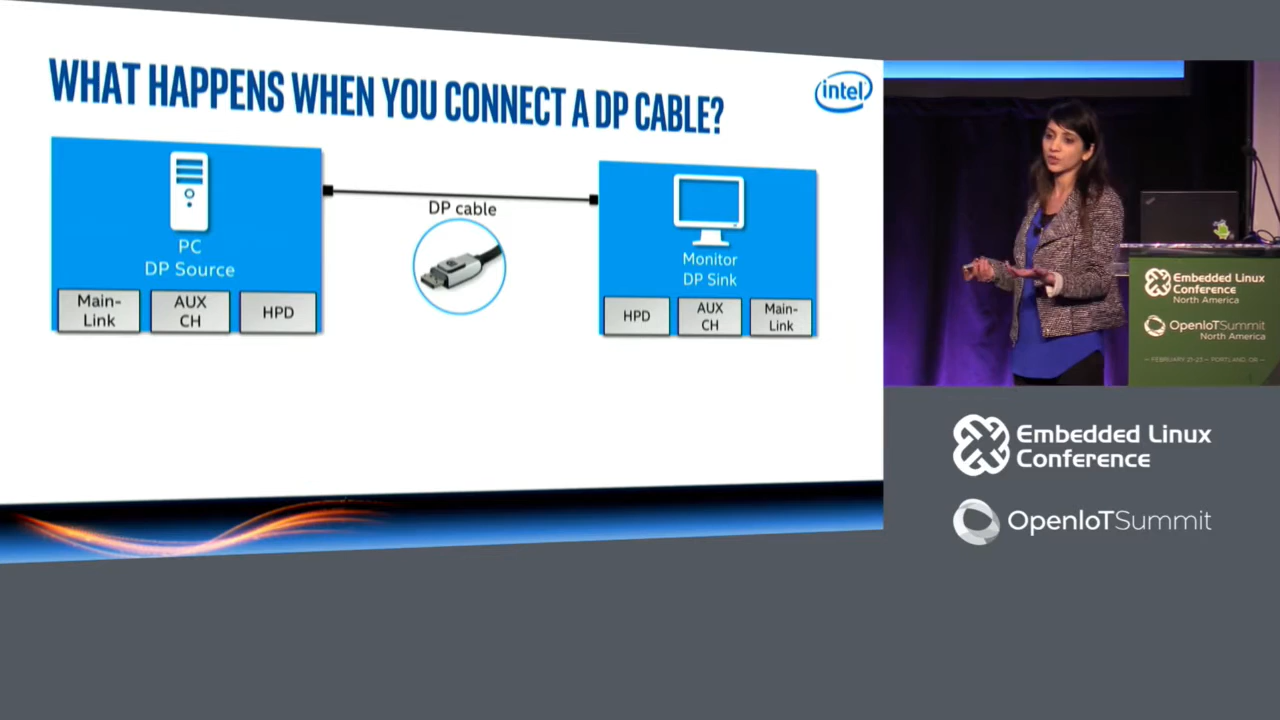 WHAT HAPPENS WHEN YOU CONNECT A DP CABLE?
intel
PC
DP Source
Main-
Link
AUX
CH
HPD
DP cable
Monitor
DP Sink
HPD
AUX
CH
Main-
Link
Embedded Linux
Conference
North America
OpenIoTSummit
North America
— FEBRUARY 21-23 - PORTLAND, OR —
Embedded Linux
Conference
OpenIoTSummit